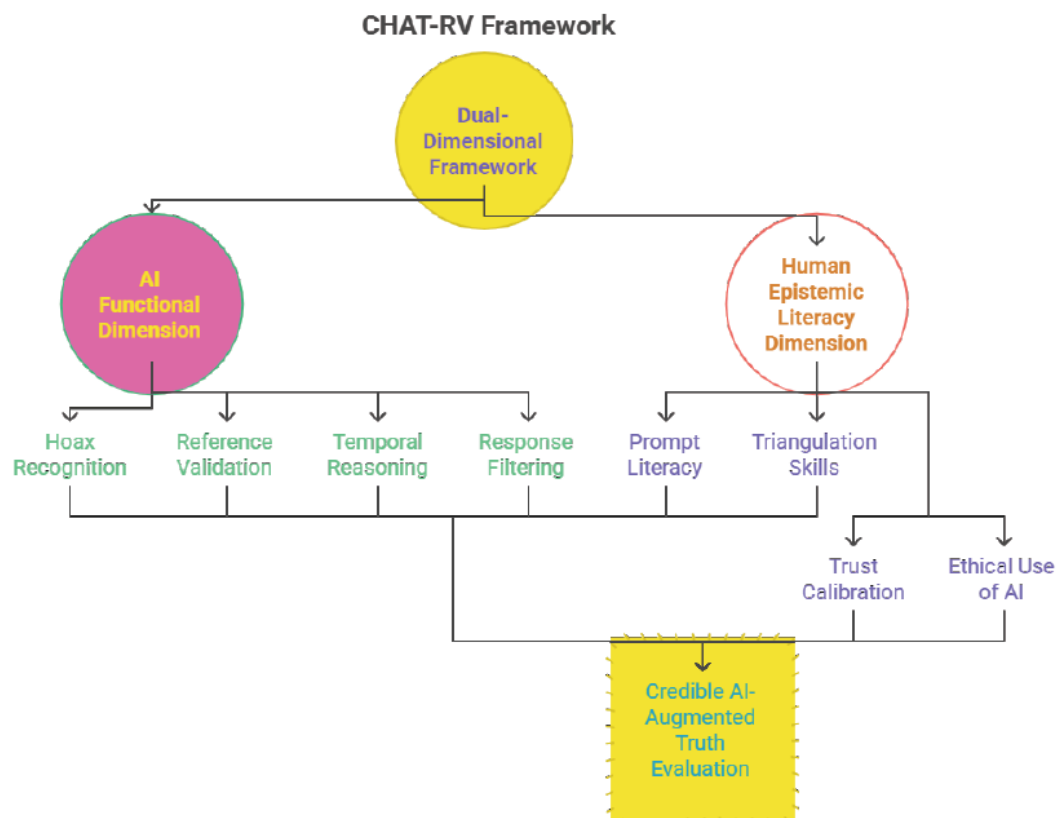 CHAT-RV Framework
Dual-
Dimensional
Framework
AI
Functional
Dimension
Human
Epistemic
Literacy
Dimension
Hoax
Recognition
Reference
Validation
Temporal
Reasoning
Response
Filtering
Prompt
Literacy
Triangulation
Skills
Trust
Calibration
Ethical Use
of AI
Credible AI-
Augmented
Truth
Evaluation